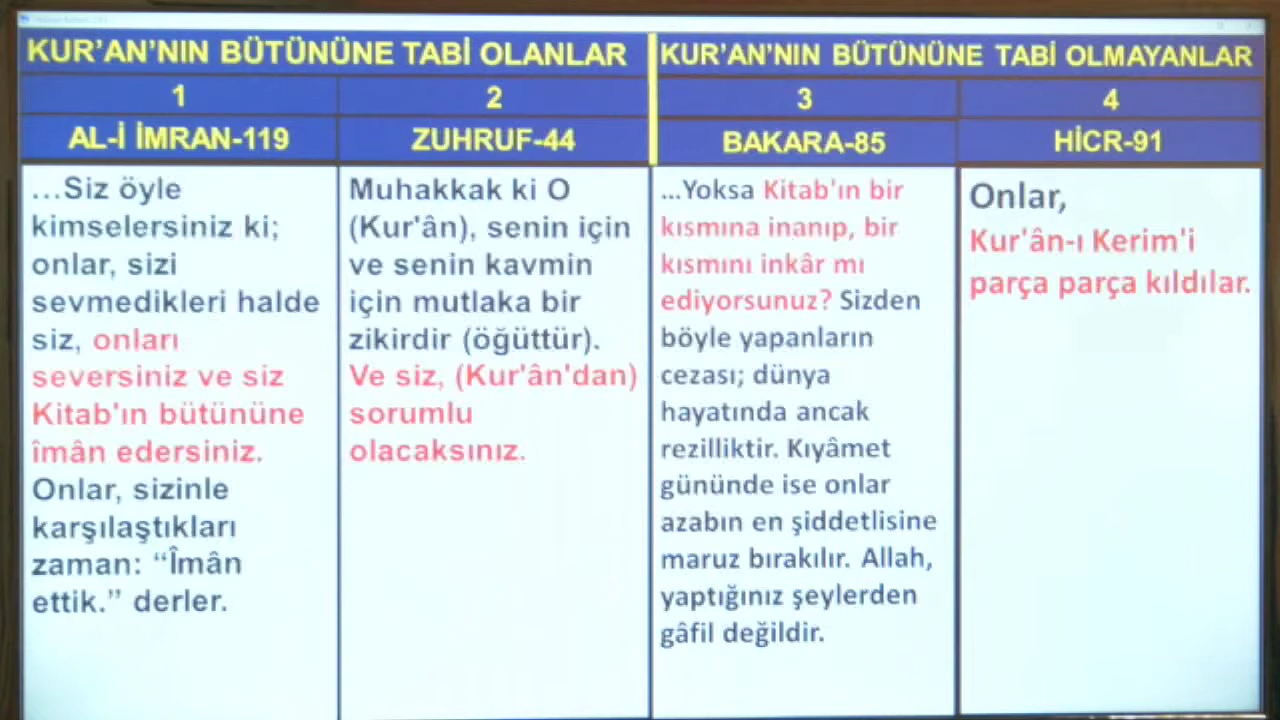 KUR’AN’NIN BÜTÜNÜNE TABİ OLANLAR
KUR’AN’NIN BÜTÜNÜNE TABİ OLMAYANLAR
1
2
3
4
AL-İ İMRAN-119
ZUHRUF-44
BAKARA-85
HİCR-91
...Siz öyle
kimselersiniz ki;
onlar, sizi
sevmedikleri halde
siz, onları
seversiniz ve siz
Kitab'ın bütününe
îmân edersiniz.
Onlar, sizinle
karşılaştıkları
zaman: “Îmân
ettik.” derler.
Muhakkak ki O
(Kur'ân), senin için
ve senin kavmin
için mutlaka bir
zikirdir (öğüttür).
Ve siz, (Kur'ân'dan)
sorumlu
olacaksınız.
...Yoksa Kitab'ın bir
kısmına inanıp, bir
kısmını inkâr mı
ediyorsunuz? Sizden
böyle yapanların
cezası; dünya
hayatında ancak
rezilliktir. Kıyâmet
gününde ise onlar
azabın en şiddetlisine
maruz bırakılır. Allah,
yaptığınız şeylerden
gâfil değildir.
Onlar,
Kur'ân-ı Kerim'i
parça parça kıldılar.